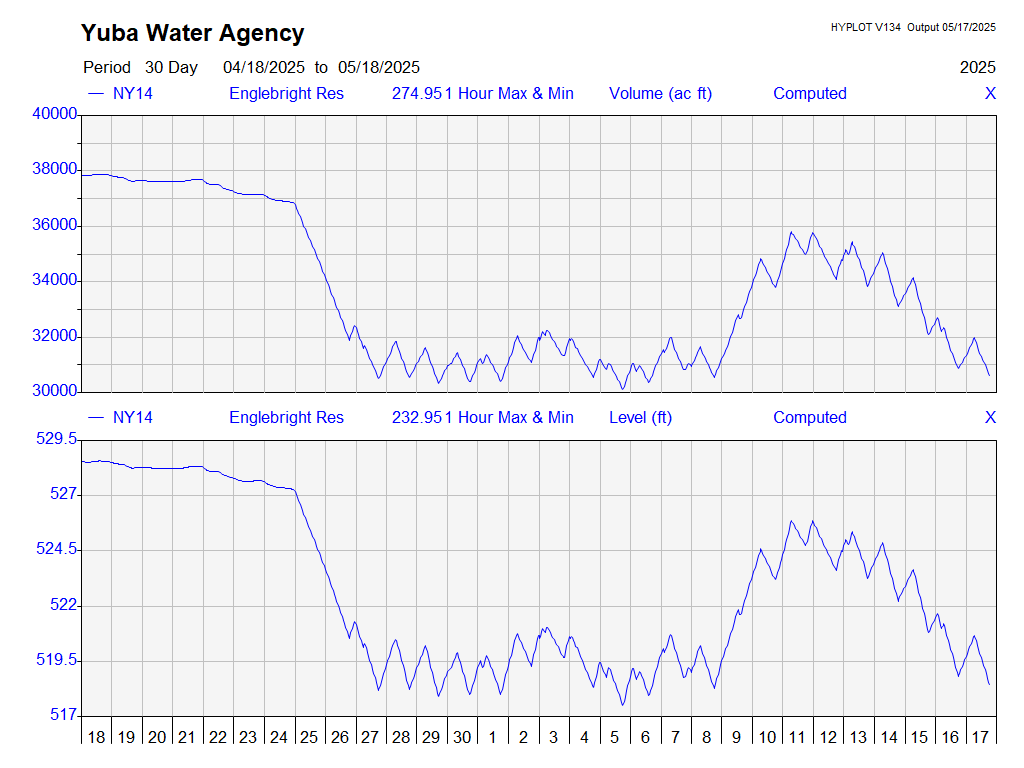 Yuba Water Agency
HYPLOT V134 Output 05/17/2025
Period 30 Day 04/18/2025 to 05/18/2025 2025
NY14 Englebright Res 274.951 Hour Max & Min Volume (ac ft) Computed X
40000
38000
36000
34000
32000
30000
NY14 Englebright Res 232.951 Hour Max & Min Level (ft) Computed X
529.5
527
524.5
522
519.5
517
18 19 20 21 22 23 24 25 26 27 28 29 30 1 2 3 4 5 6 7 8 9 10 11 12 13 14 15 16 17